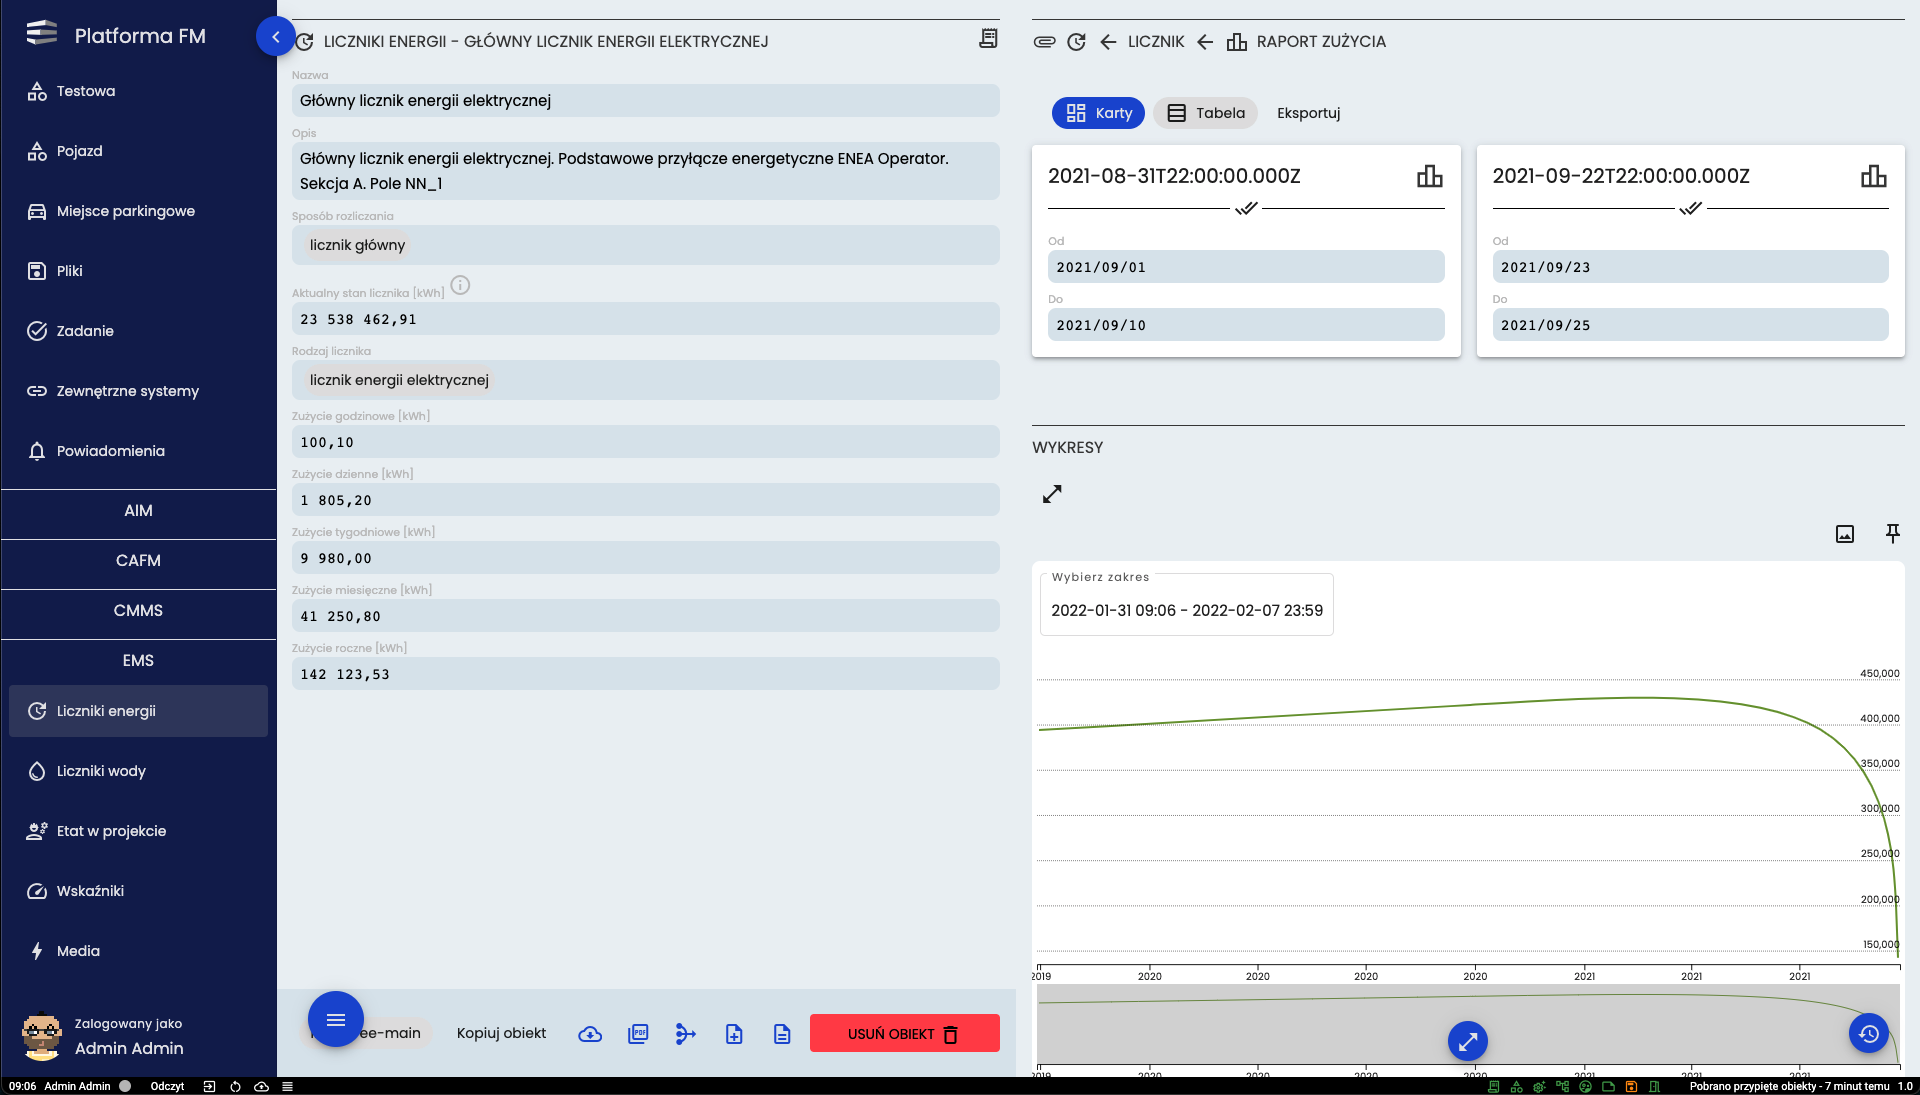 Platforma FM
Testowa
Pojazd
Miejsce parkingowe
Pliki
Zadanie
Zewnętrzne systemy
Powiadomienia
AIM
CAFM
CMMS
EMS
Liczniki energii
Liczniki wody
Etat w projekcie
Wskaźniki
Media
Zalogowany jako
Admin Admin
LICZNIKI ENERGII - GŁÓWNY LICZNIK ENERGII ELEKTRYCZNEJ
Nazwa
Główny licznik energii elektrycznej
Opis
Główny licznik energii elektrycznej. Podstawowe przyłącze energetyczne ENEA Operator.
Sekcja A. Pole NN_1
Sposób rozliczania
licznik główny
Aktualny stan licznika [kWh]
23 538 462,91
Rodzaj licznika
licznik energii elektrycznej
Zużycie godzinowe [kWh]
100,10
Zużycie dzienne [kWh]
1 805,20
Zużycie tygodniowe [kWh]
9 980,00
Zużycie miesięczne [kWh]
41 250,80
Zużycie roczne [kWh]
142 123,53
ee-main
Kopiuj obiekt
PDF
USUŃ OBIEKT
LICZNIK
RAPORT ZUŻYCIA
Karty
Tabela
Eksportuj
2021-08-31T22:00:00.000Z
Od
2021/09/01
Do
2021/09/10
2021-09-22T22:00:00.000Z
Od
2021/09/23
Do
2021/09/25
WYKRESY
Wybierz zakres
2022-01-31 09:06 - 2022-02-07 23:59
450,000
400,000
350,000
300,000
250,000
200,000
150,000
2019 2020 2020 2020 2020 2021 2021 2021
2019 2020 2020 2020 2020 2021 2021 2021
09:06 Admin Admin Odczyt
Pobrano przypięte obiekty - 7 minut temu 1.0